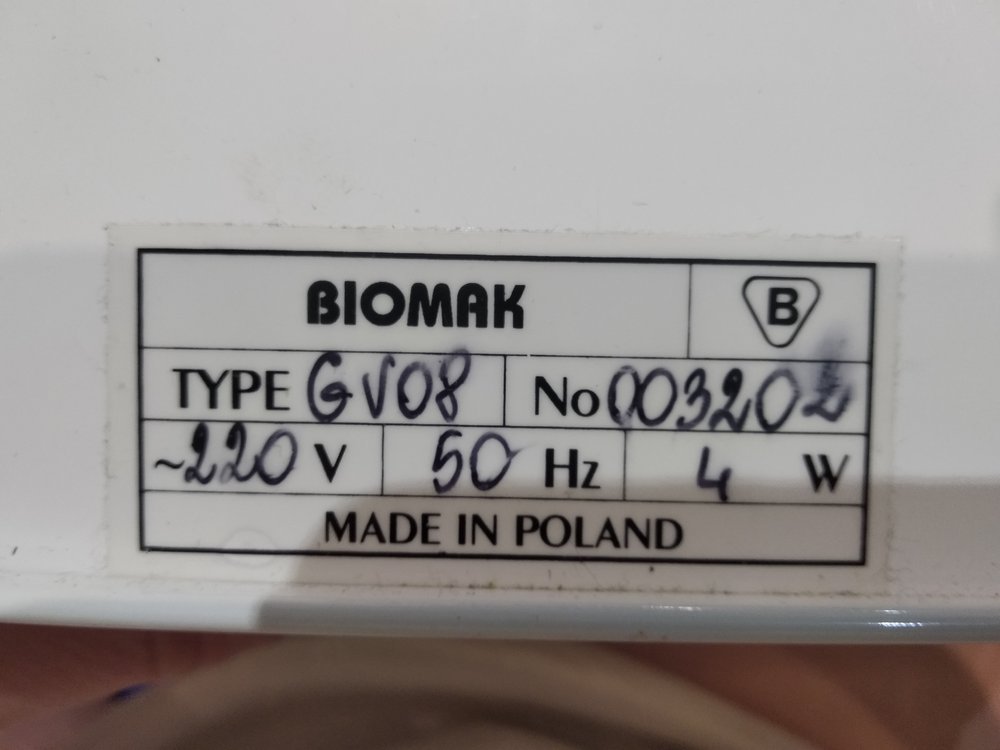 BIOMAK B
TYPE GV08 No 003202
~220 V 50 Hz 4 W
MADE IN POLAND